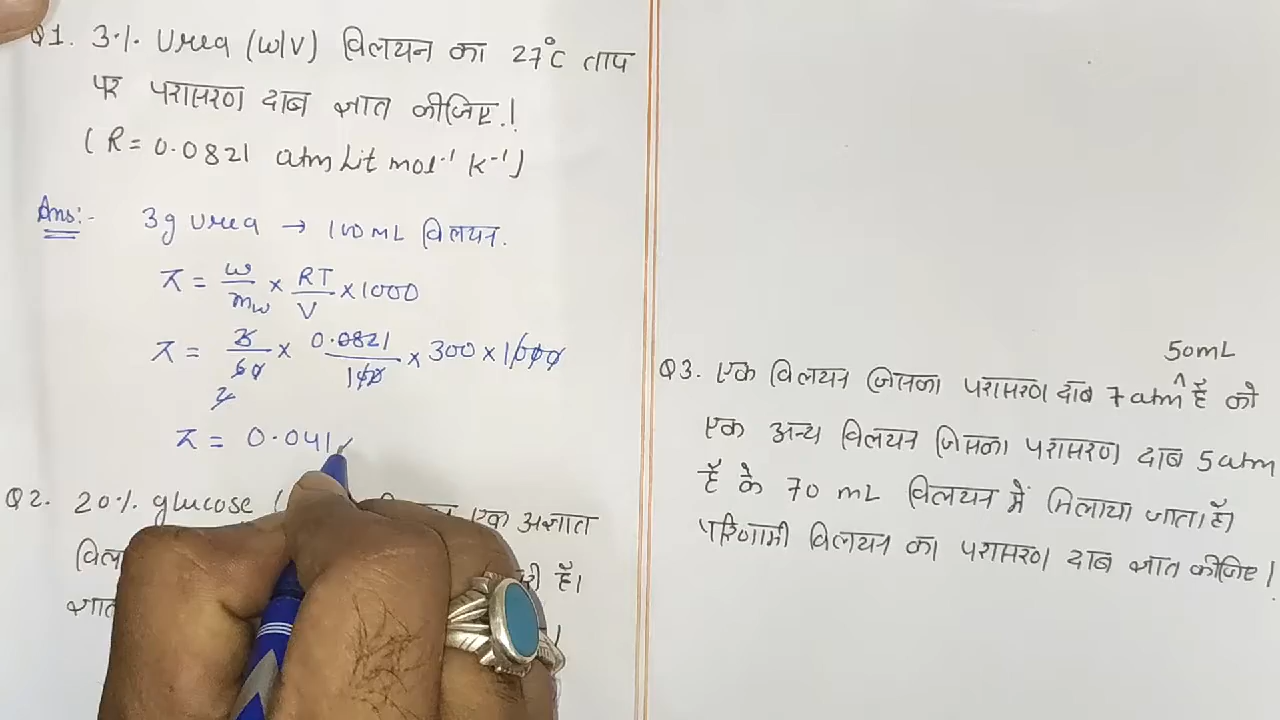 Q1. 3% Urea (W/V) विलयन का 27°C ताप
पर परासरण दाब ज्ञात कीजिए!
(R = 0.0821 atm Lit mol⁻¹ K⁻¹)
Ans:- 3g Urea → 100 ML विलयन.
π = w/mw × RT/V × 1000
π = 3/60 × 0.0821/100 × 300 × 1000
2
π = 0.041
Q2. 20% glucose ( एक अज्ञात
है।
Q3. एक विलयन जिसका परासरण दाब 7 atm ^ है को
50mL
एक अन्य विलयन जिसका परासरण दाब 5 atm
है के 70 mL विलयन में मिलाया जाता है।
परिणामी विलयन का परासरण दाब ज्ञात कीजिए!